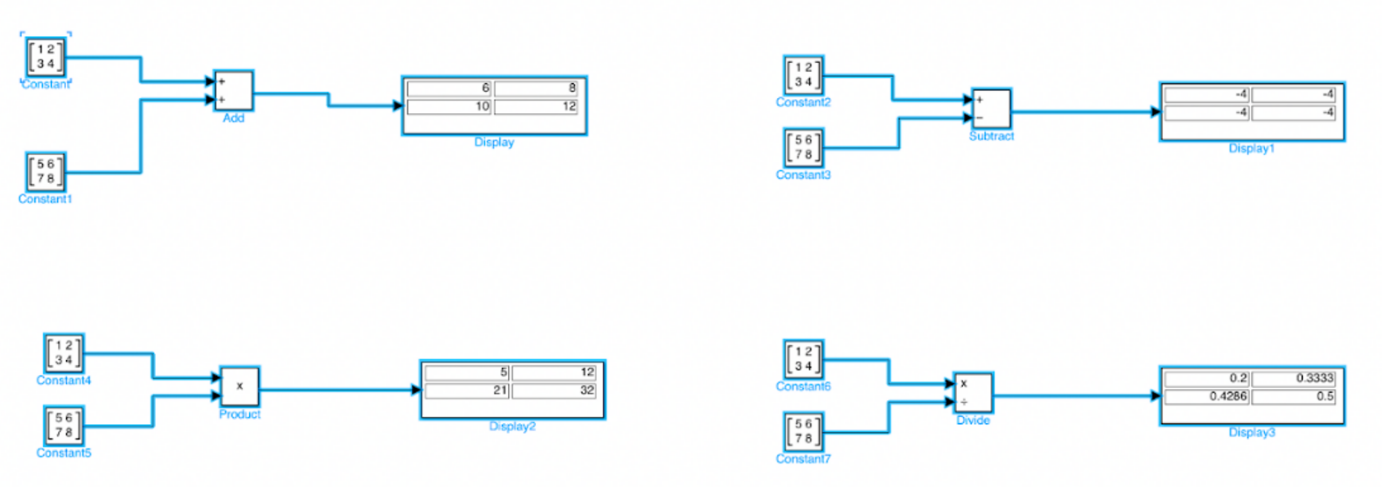 1 2
3 4
Constant
5 6
7 8
Constant1
+
+
Add
6 8
10 12
Display
1 2
3 4
Constant2
5 6
7 8
Constant3
+
−
Subtract
-4 -4
-4 -4
Display1
1 2
3 4
Constant4
5 6
7 8
Constant5
x
Product
5 12
21 32
Display2
1 2
3 4
Constant6
5 6
7 8
Constant7
x
÷
Divide
0.2 0.3333
0.4286 0.5
Display3